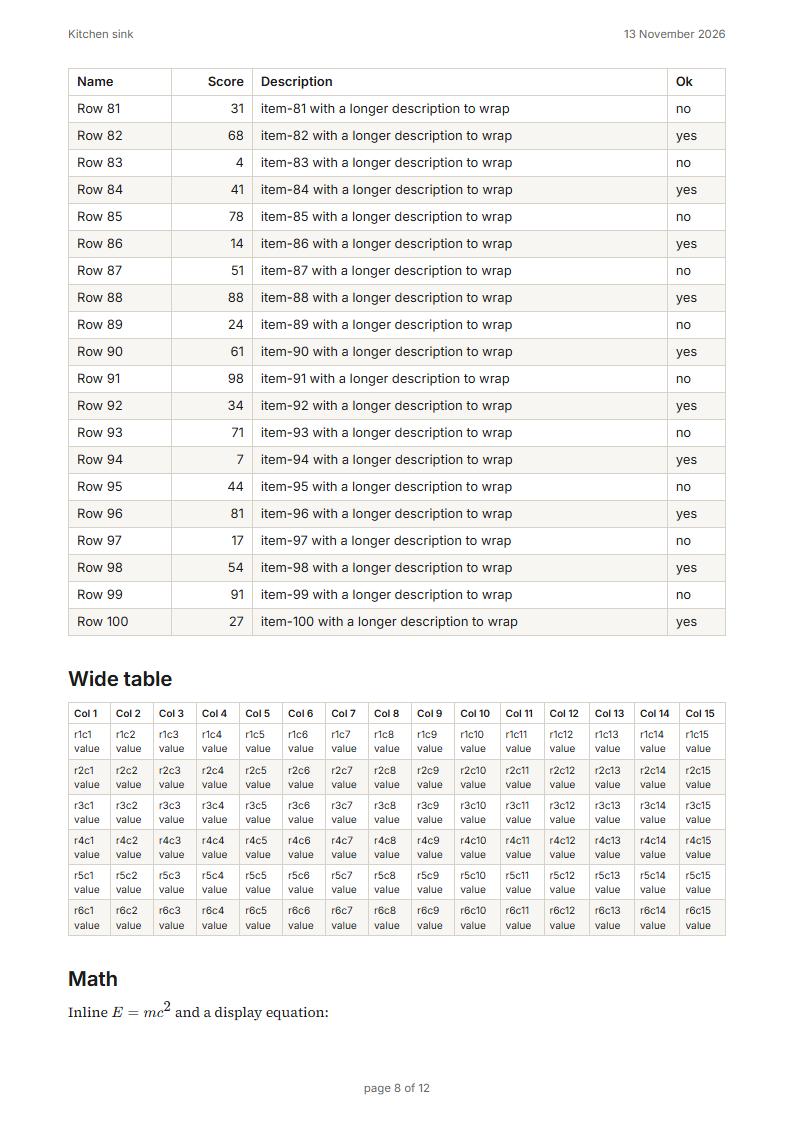 Kitchen sink 13 November 2026
Name Score Description Ok
Row 81 31 item-81 with a longer description to wrap no
Row 82 68 item-82 with a longer description to wrap yes
Row 83 4 item-83 with a longer description to wrap no
Row 84 41 item-84 with a longer description to wrap yes
Row 85 78 item-85 with a longer description to wrap no
Row 86 14 item-86 with a longer description to wrap yes
Row 87 51 item-87 with a longer description to wrap no
Row 88 88 item-88 with a longer description to wrap yes
Row 89 24 item-89 with a longer description to wrap no
Row 90 61 item-90 with a longer description to wrap yes
Row 91 98 item-91 with a longer description to wrap no
Row 92 34 item-92 with a longer description to wrap yes
Row 93 71 item-93 with a longer description to wrap no
Row 94 7 item-94 with a longer description to wrap yes
Row 95 44 item-95 with a longer description to wrap no
Row 96 81 item-96 with a longer description to wrap yes
Row 97 17 item-97 with a longer description to wrap no
Row 98 54 item-98 with a longer description to wrap yes
Row 99 91 item-99 with a longer description to wrap no
Row 100 27 item-100 with a longer description to wrap yes
Wide table
Col 1 Col 2 Col 3 Col 4 Col 5 Col 6 Col 7 Col 8 Col 9 Col 10 Col 11 Col 12 Col 13 Col 14 Col 15
r1c1 r1c2 r1c3 r1c4 r1c5 r1c6 r1c7 r1c8 r1c9 r1c10 r1c11 r1c12 r1c13 r1c14 r1c15
value value value value value value value value value value value value value value value
r2c1 r2c2 r2c3 r2c4 r2c5 r2c6 r2c7 r2c8 r2c9 r2c10 r2c11 r2c12 r2c13 r2c14 r2c15
value value value value value value value value value value value value value value value
r3c1 r3c2 r3c3 r3c4 r3c5 r3c6 r3c7 r3c8 r3c9 r3c10 r3c11 r3c12 r3c13 r3c14 r3c15
value value value value value value value value value value value value value value value
r4c1 r4c2 r4c3 r4c4 r4c5 r4c6 r4c7 r4c8 r4c9 r4c10 r4c11 r4c12 r4c13 r4c14 r4c15
value value value value value value value value value value value value value value value
r5c1 r5c2 r5c3 r5c4 r5c5 r5c6 r5c7 r5c8 r5c9 r5c10 r5c11 r5c12 r5c13 r5c14 r5c15
value value value value value value value value value value value value value value value
r6c1 r6c2 r6c3 r6c4 r6c5 r6c6 r6c7 r6c8 r6c9 r6c10 r6c11 r6c12 r6c13 r6c14 r6c15
value value value value value value value value value value value value value value value
Math
Inline E = mc² and a display equation:
page 8 of 12